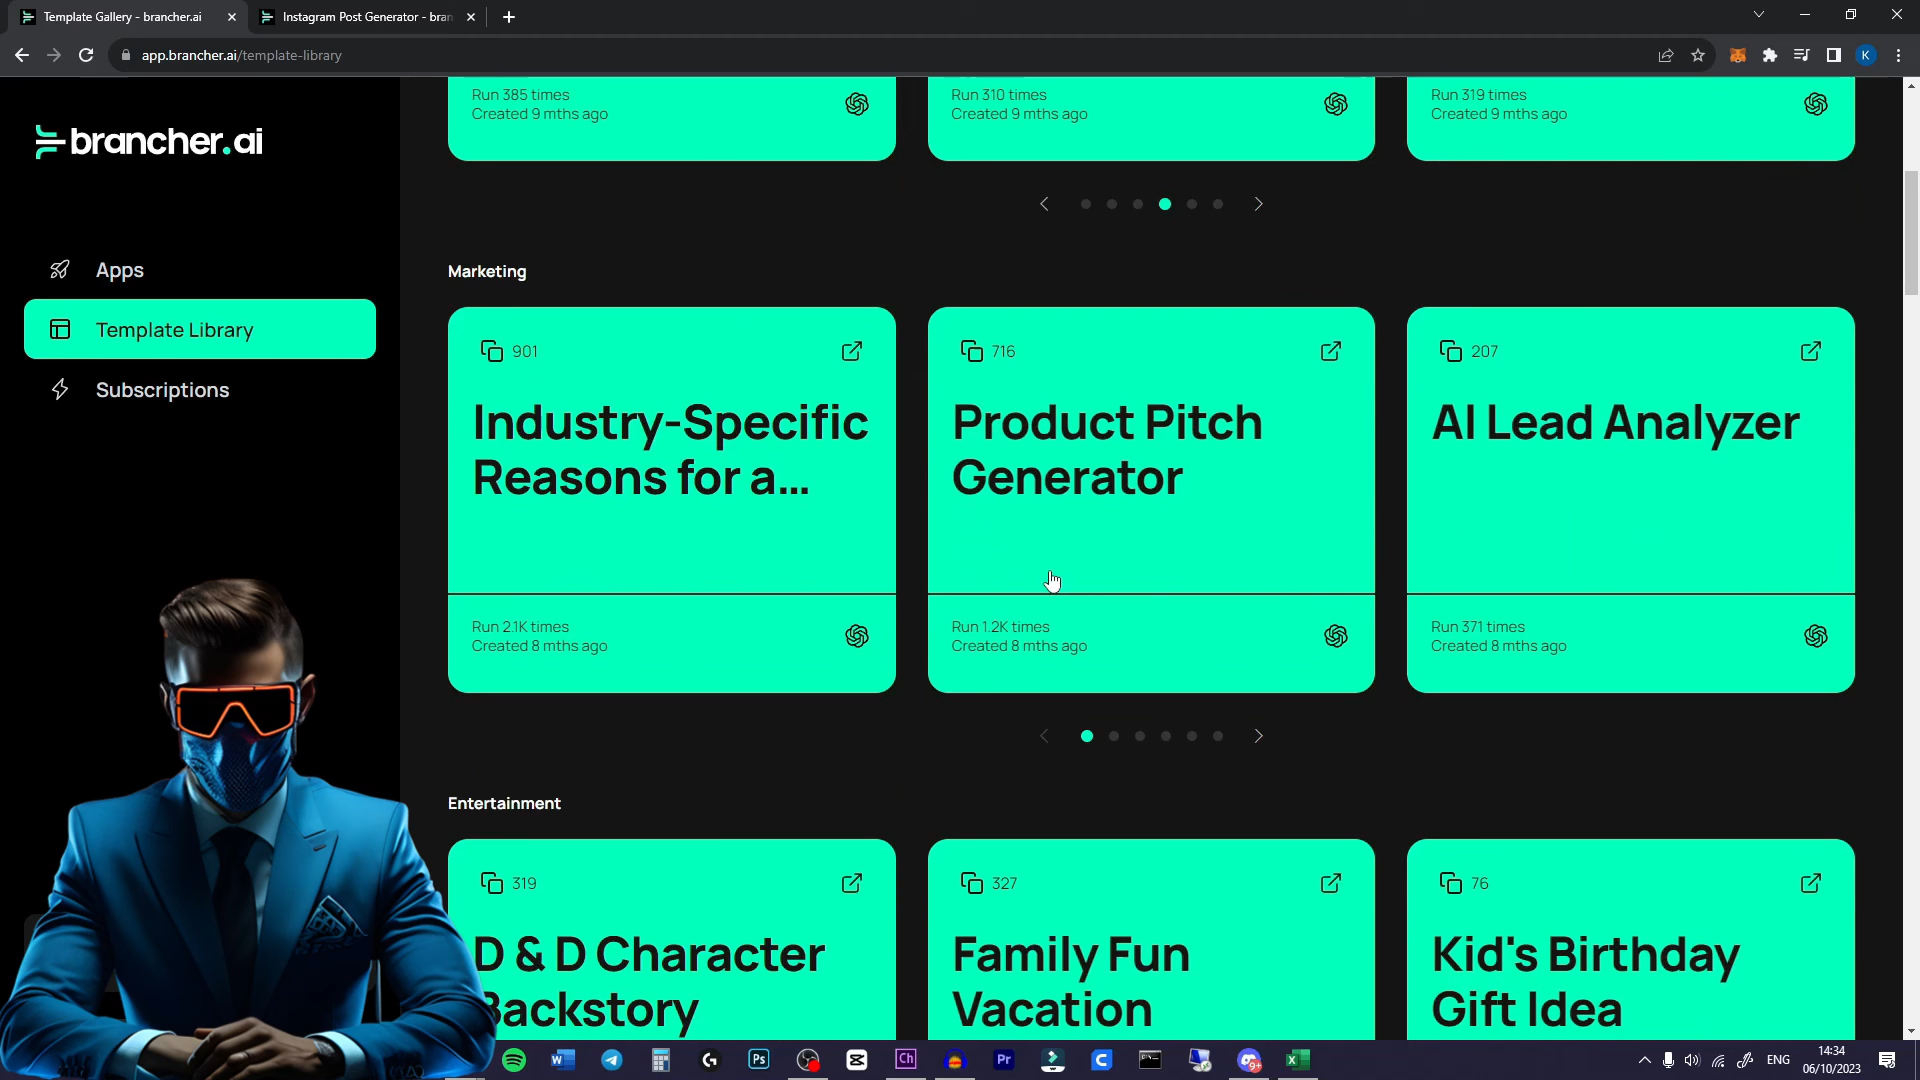 Template Gallery - brancher.ai
Instagram Post Generator - bran
app.brancher.ai/template-library
K
brancher.ai
Apps
Template Library
Subscriptions
Run 385 times
Created 9 mths ago
Run 310 times
Created 9 mths ago
Run 319 times
Created 9 mths ago
Marketing
901
Industry-Specific
Reasons for a...
Run 2.1K times
Created 8 mths ago
716
Product Pitch
Generator
Run 1.2K times
Created 8 mths ago
207
AI Lead Analyzer
Run 371 times
Created 8 mths ago
Entertainment
319
D & D Character
Backstory
327
Family Fun
Vacation
76
Kid's Birthday
Gift Idea
Ps
Ch
Pr
9+
ENG
14:34
06/10/2023